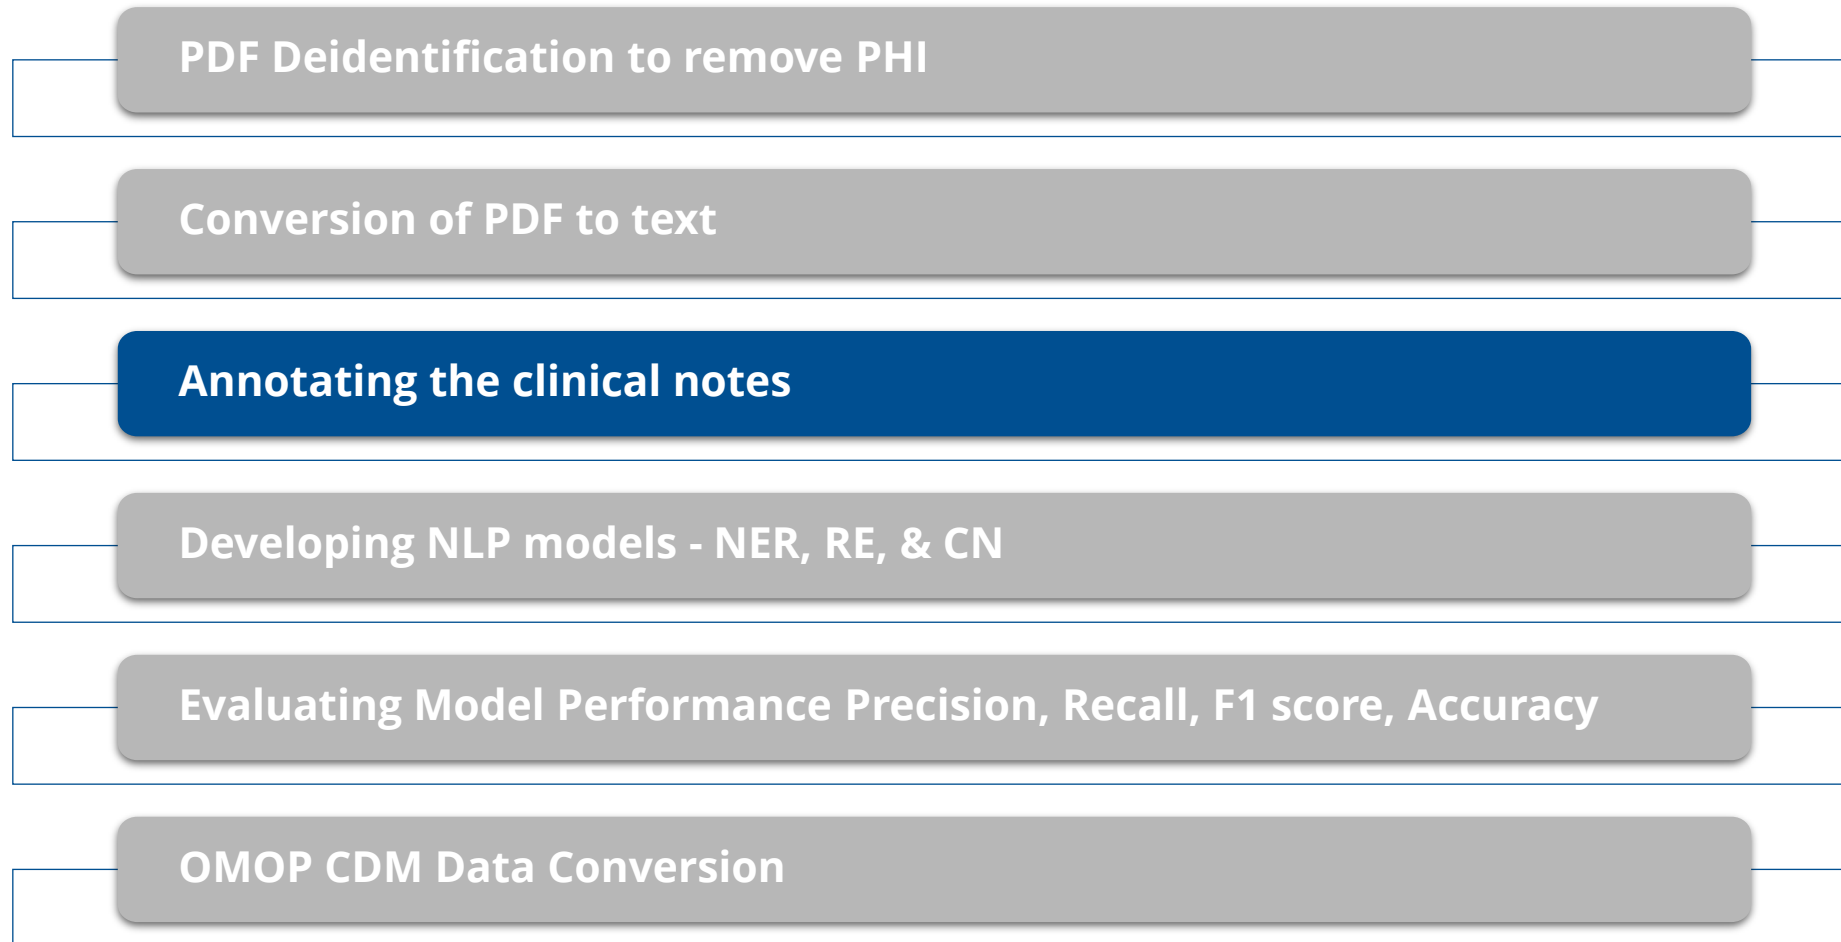 PDF Deidentification to remove PHI
Conversion of PDF to text
Annotating the clinical notes
Developing NLP models - NER, RE, & CN
Evaluating Model Performance Precision, Recall, F1 score, Accuracy
OMOP CDM Data Conversion